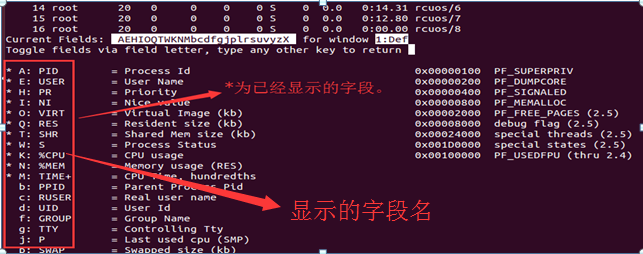 14 root 20 0 0 0 0 S 0 0.0 0:14.31 rcuos/6
15 root 20 0 0 0 0 S 0 0.0 0:12.80 rcuos/7
16 root 20 0 0 0 0 S 0 0.0 0:00.00 rcuos/8
Current Fields: AEHIOQTWKNMbcdfgjplrsuvyzX for window 1:Def
Toggle fields via field letter, type any other key to return
* A: PID = Process Id 0x00000100 PF_SUPERPRIV
* E: USER = User Name 0x00000200 PF_DUMPCORE
* H: PR = Priority 0x00000400 PF_SIGNALED
* I: NI = Nice value 0x00000800 PF_MEMALLOC
* O: VIRT = Virtual Image (kb) 0x00002000 PF_FREE_PAGES (2.5)
* Q: RES = Resident size (kb) 0x00008000 debug flag (2.5)
* T: SHR = Shared Mem size (kb) 0x00024000 special threads (2.5)
* W: S = Process Status 0x001D0000 special states (2.5)
* K: %CPU = CPU usage 0x00100000 PF_USEDFPU (thru 2.4)
* N: %MEM = Memory usage (RES)
* M: TIME+ = CPU Time, hundredths
b: PPID = Parent Process Pid
c: RUSER = Real user name
d: UID = User Id
f: GROUP = Group Name
g: TTY = Controlling Tty
j: P = Last used cpu (SMP)
p: SWAP = Swapped size (kb)
*为已经显示的字段。
显示的字段名